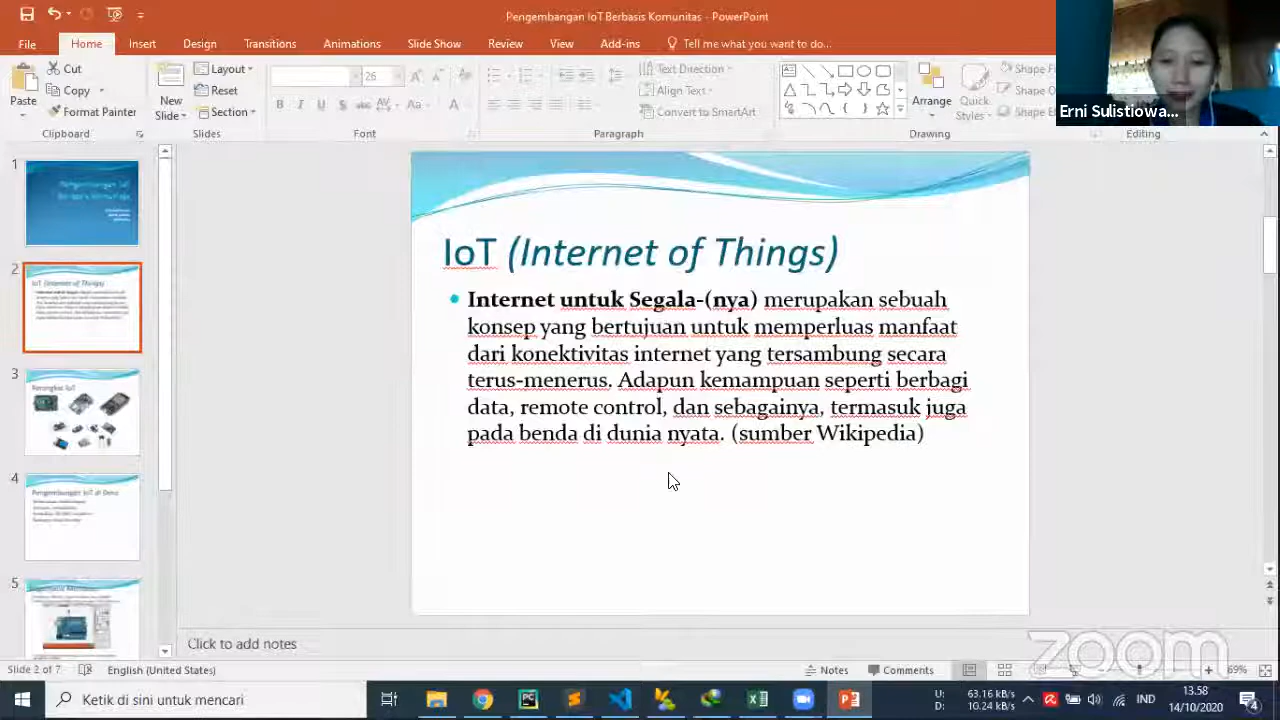 Pengembangan IoT Berbasis Komunitas - PowerPoint
File Home Insert Design Transitions Animations Slide Show Review View Add-ins Tell me what you want to do...
Cut
Copy
Format Painter
Paste
New
Slide
Layout
Reset
Section
26
Text Direction
Align Text
Convert to SmartArt
Arrange
Quick
Styles
Shape
Shape
Shape
Erni Sulistiowa...
Clipboard Slides Font Paragraph Drawing Editing
1
2
IoT (Internet of Things)
3
Perangkat IoT
4
Pengembangan IoT di Desa
5
IoT (Internet of Things)
Internet untuk Segala-(nya) merupakan sebuah
konsep yang bertujuan untuk memperluas manfaat
dari konektivitas internet yang tersambung secara
terus-menerus. Adapun kemampuan seperti berbagi
data, remote control, dan sebagainya, termasuk juga
pada benda di dunia nyata. (sumber Wikipedia)
Click to add notes
zoom
Slide 2 of 7 English (United States) Notes Comments 69%
Ketik di sini untuk mencari
U: 63.16 kB/s
D: 10.24 kB/s
IND
13.58
14/10/2020
4